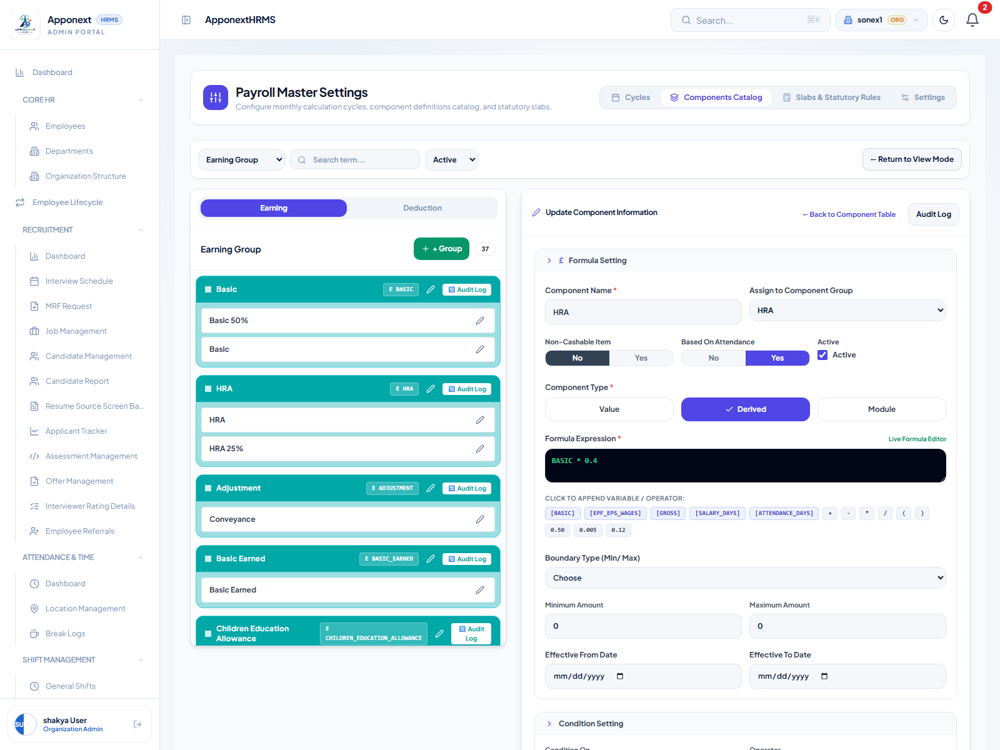 Apponext HRMS
ADMIN PORTAL
Dashboard
CORE HR
Employees
Departments
Organization Structure
Employee Lifecycle
RECRUITMENT
Dashboard
Interview Schedule
MRF Request
Job Management
Candidate Management
Candidate Report
Resume Source Screen Ba...
Applicant Tracker
Assessment Management
Offer Management
Interviewer Rating Details
Employee Referrals
ATTENDANCE & TIME
Dashboard
Location Management
Break Logs
SHIFT MANAGEMENT
General Shifts
SU
shakya User
Organization Admin
ApponextHRMS
Search... ⌘K
sonex1 ORG
2
Payroll Master Settings
Configure monthly calculation cycles, component definitions catalog, and statutory slabs.
Cycles
Components Catalog
Slabs & Statutory Rules
Settings
Earning Group
Search term...
Active
← Return to View Mode
Earning
Deduction
Earning Group
+ + Group
37
Basic
E BASIC
Audit Log
Basic 50%
Basic
HRA
E HRA
Audit Log
HRA
HRA 25%
Adjustment
E ADJUSTMENT
Audit Log
Conveyance
Basic Earned
E BASIC_EARNED
Audit Log
Basic Earned
Children Education Allowance
E CHILDREN_EDUCATION_ALLOWANCE
Audit Log
Update Component Information
← Back to Component Table
Audit Log
£ Formula Setting
Component Name *
Assign to Component Group
HRA
HRA
Non-Cashable Item
Based On Attendance
Active
No
Yes
No
Yes
Active
Component Type *
Value
Derived
Module
Formula Expression *
Live Formula Editor
BASIC * 0.4
CLICK TO APPEND VARIABLE / OPERATOR:
[BASIC] [EPF_EPS_WAGES] [GROSS] [SALARY_DAYS] [ATTENDANCE_DAYS] + - * / ( )
0.50 0.005 0.12
Boundary Type (Min/ Max)
Choose
Minimum Amount
Maximum Amount
0
0
Effective From Date
Effective To Date
mm/dd/yyyy
mm/dd/yyyy
Condition Setting
Condition On
Operator